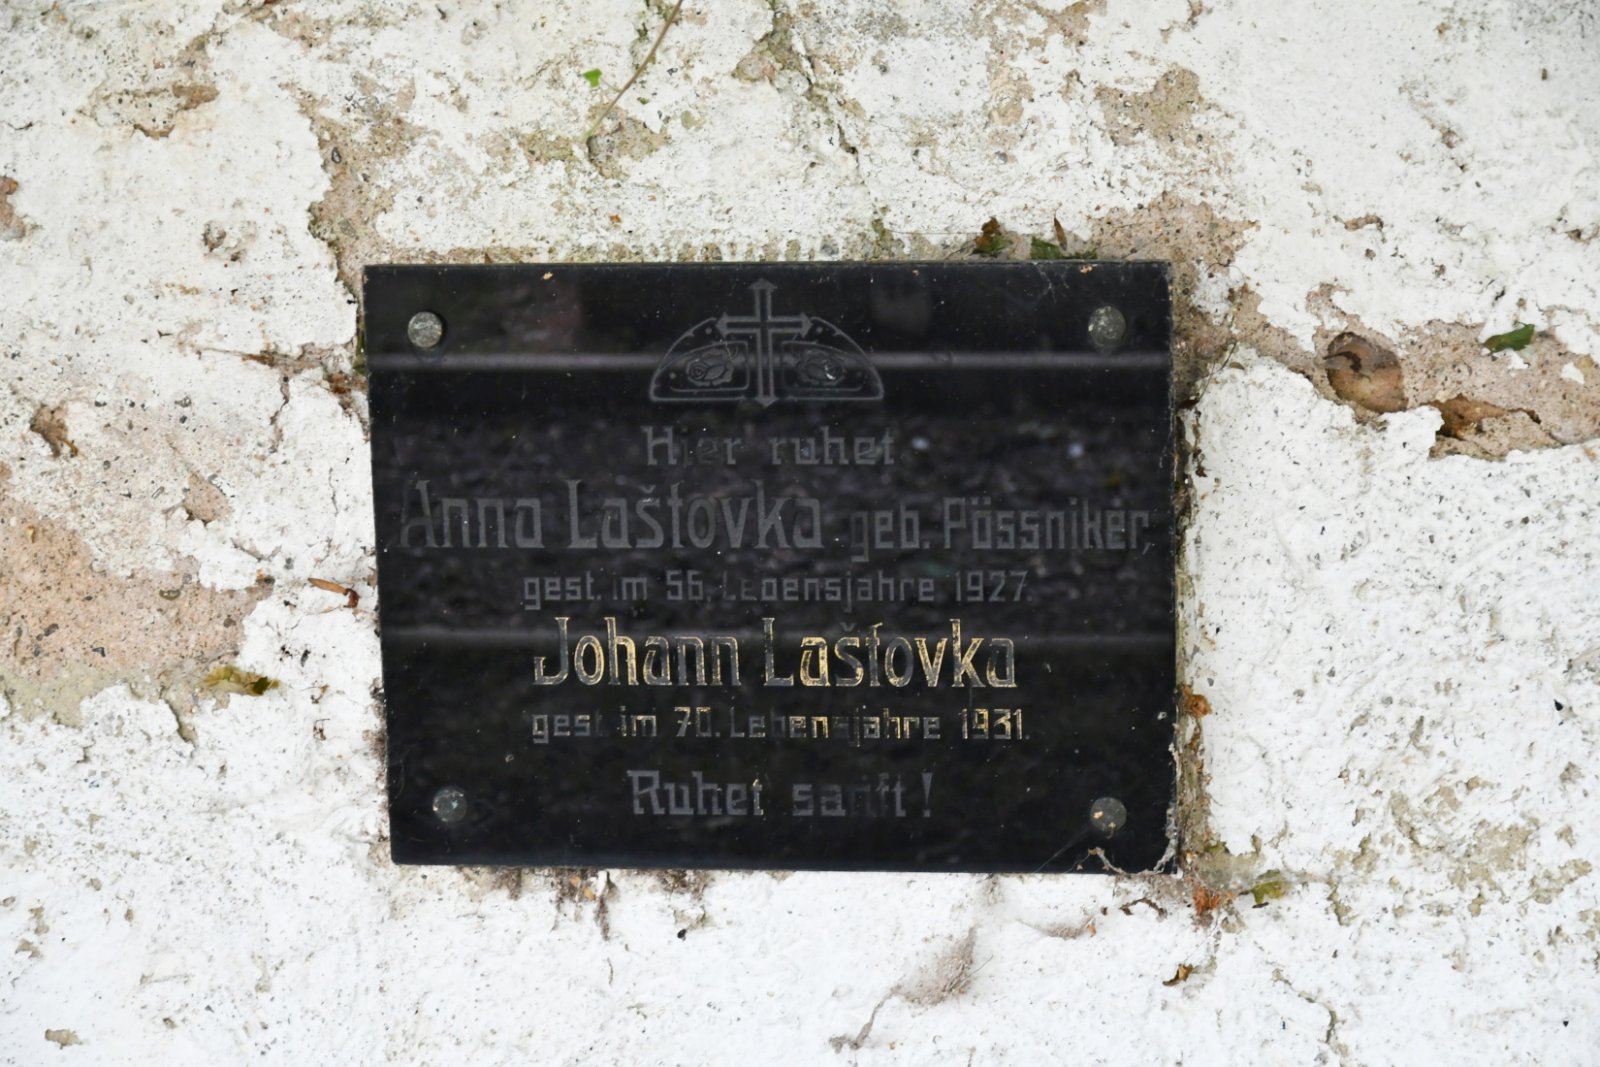 Hier ruhet
Anna Laštovka geb. Pössniker,
gest. im 56. Lebensjahre 1927.
Johann Laštovka
gest. im 70. Lebensjahre 1931.
Ruhet sanft!